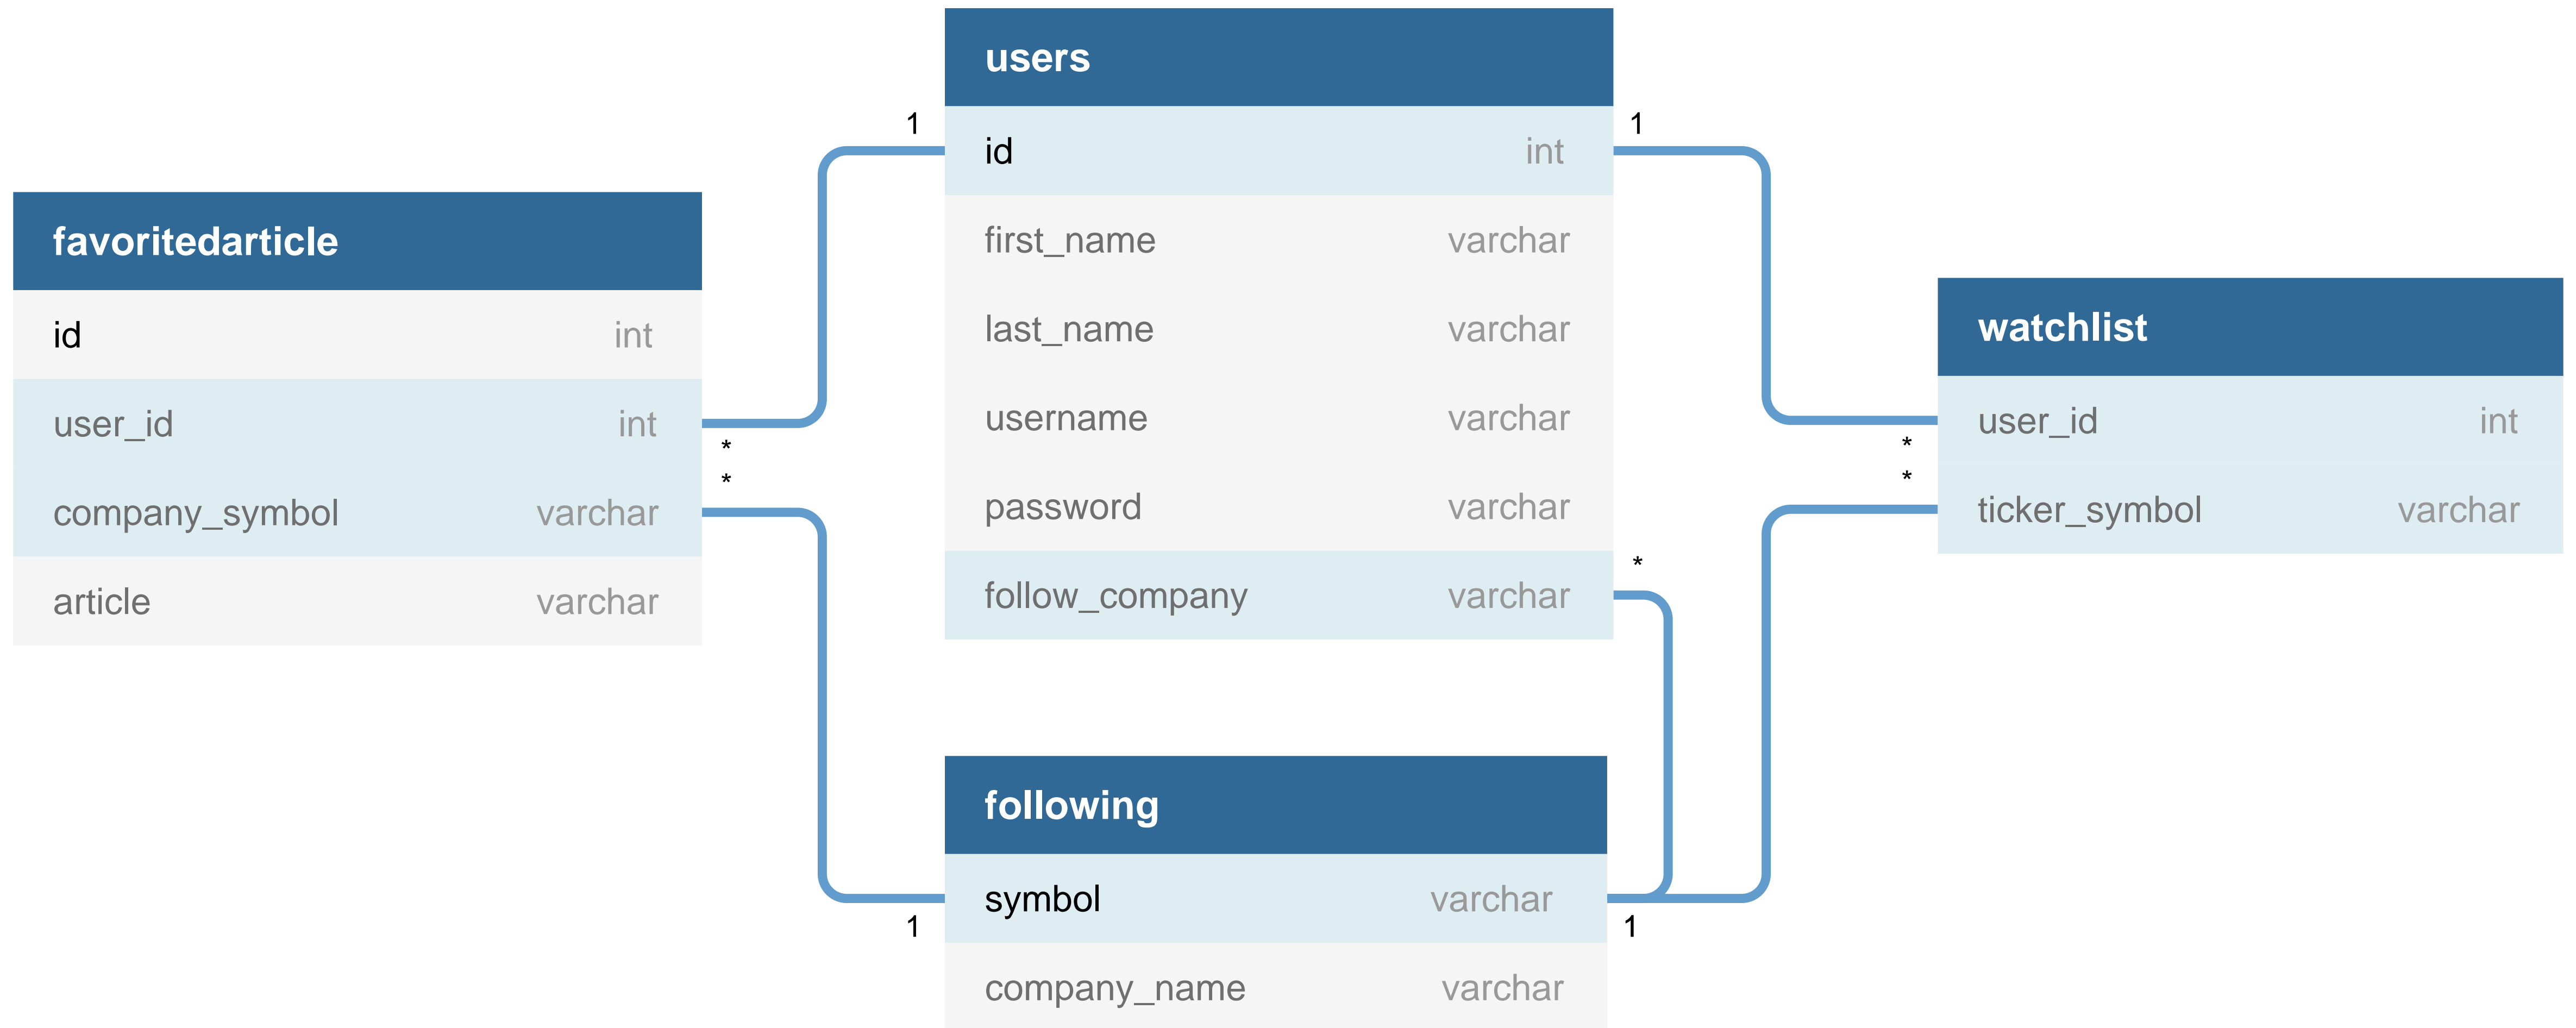 users
1
1
id int
first_name varchar
last_name varchar
username varchar
password varchar
*
follow_company varchar
favoritedarticle
id int
user_id int
*
*
company_symbol varchar
article varchar
watchlist
user_id int
*
*
ticker_symbol varchar
following
symbol varchar
1
1
company_name varchar